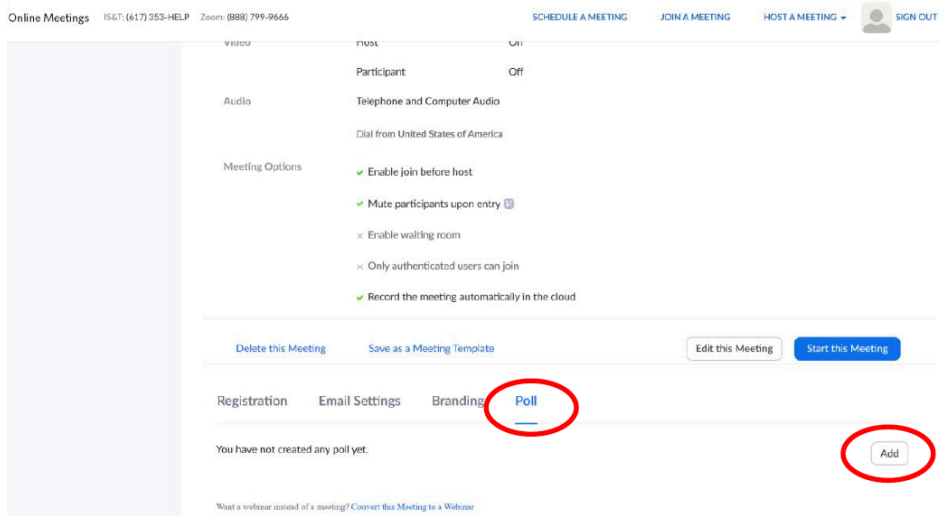 Online Meetings IS&T: (617) 353-HELP Zoom: (888) 799-9666 SCHEDULE A MEETING JOIN A MEETING HOST A MEETING SIGN OUT
Video Host Off
Participant Off
Audio Telephone and Computer Audio
Dial from United States of America
Meeting Options Enable join before host
Mute participants upon entry
Enable waiting room
Only authenticated users can join
Record the meeting automatically in the cloud
Delete this Meeting Save as a Meeting Template Edit this Meeting Start this Meeting
Registration Email Settings Branding Poll
You have not created any poll yet. Add
Want a webinar instead of a meeting? Convert this Meeting to a Webinar